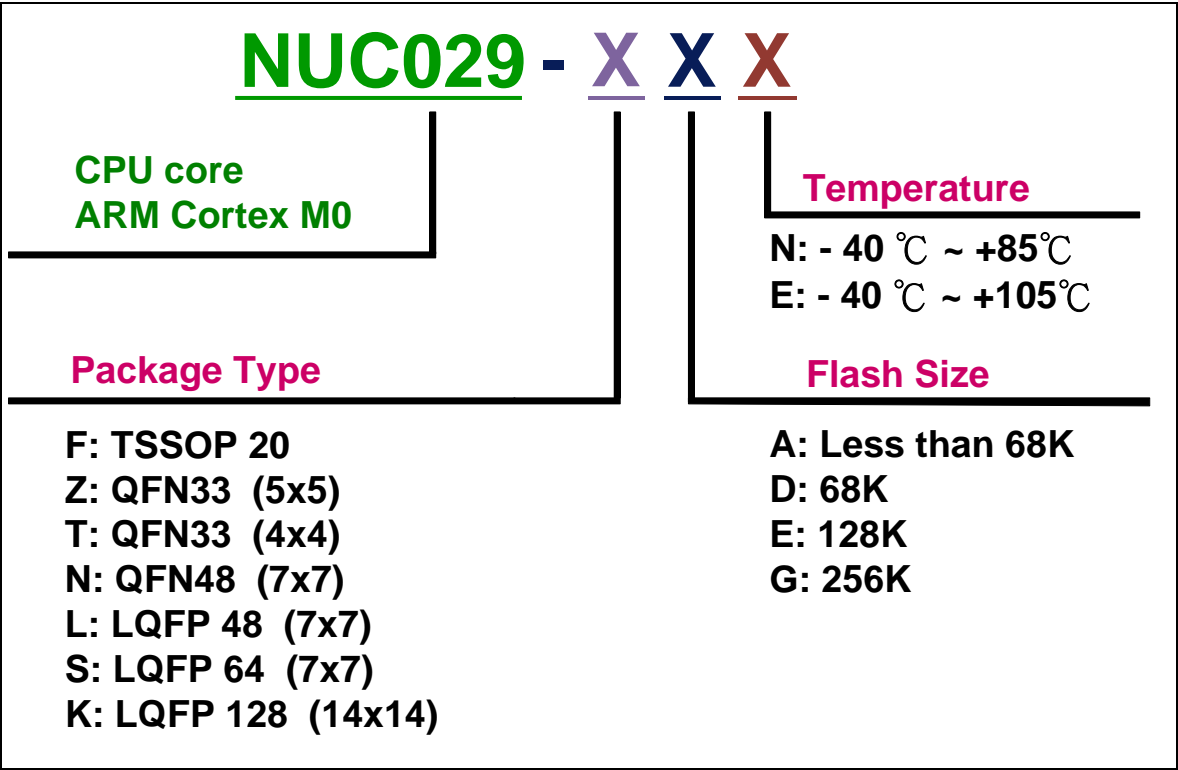 NUC029 - X X X
CPU core
ARM Cortex M0
Temperature
N: - 40 ℃ ~ +85℃
E: - 40 ℃ ~ +105℃
Package Type
F: TSSOP 20
Z: QFN33 (5x5)
T: QFN33 (4x4)
N: QFN48 (7x7)
L: LQFP 48 (7x7)
S: LQFP 64 (7x7)
K: LQFP 128 (14x14)
Flash Size
A: Less than 68K
D: 68K
E: 128K
G: 256K